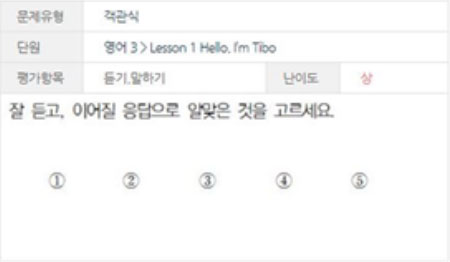 문제유형 객관식
단원 영어 3 > Lesson 1 Hello, I'm Tibo
평가항목 듣기,말하기 난이도 상
잘 듣고, 이어질 응답으로 알맞은 것을 고르세요.
① ② ③ ④ ⑤